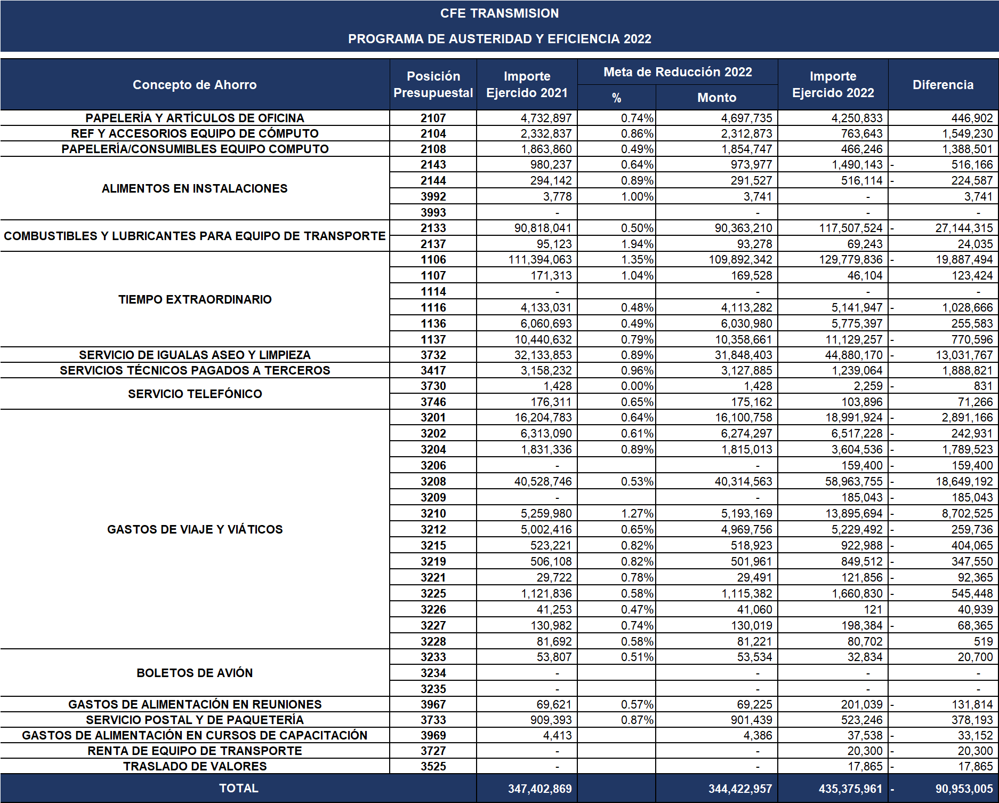 CFE TRANSMISION
PROGRAMA DE AUSTERIDAD Y EFICIENCIA 2022
Concepto de Ahorro Posición Presupuestal Importe Ejercido 2021 Meta de Reducción 2022 Importe Ejercido 2022 Diferencia
% Monto
PAPELERÍA Y ARTÍCULOS DE OFICINA 2107 4,732,897 0.74% 4,697,735 4,250,833 446,902
REF Y ACCESORIOS EQUIPO DE CÓMPUTO 2104 2,332,837 0.86% 2,312,873 763,643 1,549,230
PAPELERÍA/CONSUMIBLES EQUIPO COMPUTO 2108 1,863,860 0.49% 1,854,747 466,246 1,388,501
ALIMENTOS EN INSTALACIONES
2143 980,237 0.64% 973,977 1,490,143 - 516,166
2144 294,142 0.89% 291,527 516,114 - 224,587
3992 3,778 1.00% 3,741 - 3,741
3993 - - - -
COMBUSTIBLES Y LUBRICANTES PARA EQUIPO DE TRANSPORTE
2133 90,818,041 0.50% 90,363,210 117,507,524 - 27,144,315
2137 95,123 1.94% 93,278 69,243 24,035
TIEMPO EXTRAORDINARIO
1106 111,394,063 1.35% 109,892,342 129,779,836 - 19,887,494
1107 171,313 1.04% 169,528 46,104 123,424
1114 - - - -
1116 4,133,031 0.48% 4,113,282 5,141,947 - 1,028,666
1136 6,060,693 0.49% 6,030,980 5,775,397 255,583
1137 10,440,632 0.79% 10,358,661 11,129,257 - 770,596
SERVICIO DE IGUALAS ASEO Y LIMPIEZA 3732 32,133,853 0.89% 31,848,403 44,880,170 - 13,031,767
SERVICIOS TÉCNICOS PAGADOS A TERCEROS 3417 3,158,232 0.96% 3,127,885 1,239,064 1,888,821
SERVICIO TELEFÓNICO
3730 1,428 0.00% 1,428 2,259 - 831
3746 176,311 0.65% 175,162 103,896 71,266
GASTOS DE VIAJE Y VIÁTICOS
3201 16,204,783 0.64% 16,100,758 18,991,924 - 2,891,166
3202 6,313,090 0.61% 6,274,297 6,517,228 - 242,931
3204 1,831,336 0.89% 1,815,013 3,604,536 - 1,789,523
3206 - - 159,400 - 159,400
3208 40,528,746 0.53% 40,314,563 58,963,755 - 18,649,192
3209 - - 185,043 - 185,043
3210 5,259,980 1.27% 5,193,169 13,895,694 - 8,702,525
3212 5,002,416 0.65% 4,969,756 5,229,492 - 259,736
3215 523,221 0.82% 518,923 922,988 - 404,065
3219 506,108 0.82% 501,961 849,512 - 347,550
3221 29,722 0.78% 29,491 121,856 - 92,365
3225 1,121,836 0.58% 1,115,382 1,660,830 - 545,448
3226 41,253 0.47% 41,060 121 40,939
3227 130,982 0.74% 130,019 198,384 - 68,365
3228 81,692 0.58% 81,221 80,702 519
BOLETOS DE AVIÓN
3233 53,807 0.51% 53,534 32,834 20,700
3234 - - - -
3235 - - - -
GASTOS DE ALIMENTACIÓN EN REUNIONES 3967 69,621 0.57% 69,225 201,039 - 131,814
SERVICIO POSTAL Y DE PAQUETERÍA 3733 909,393 0.87% 901,439 523,246 378,193
GASTOS DE ALIMENTACIÓN EN CURSOS DE CAPACITACIÓN 3969 4,413 4,386 37,538 - 33,152
RENTA DE EQUIPO DE TRANSPORTE 3727 - - 20,300 - 20,300
TRASLADO DE VALORES 3525 - - 17,865 - 17,865
TOTAL 347,402,869 344,422,957 435,375,961 - 90,953,005